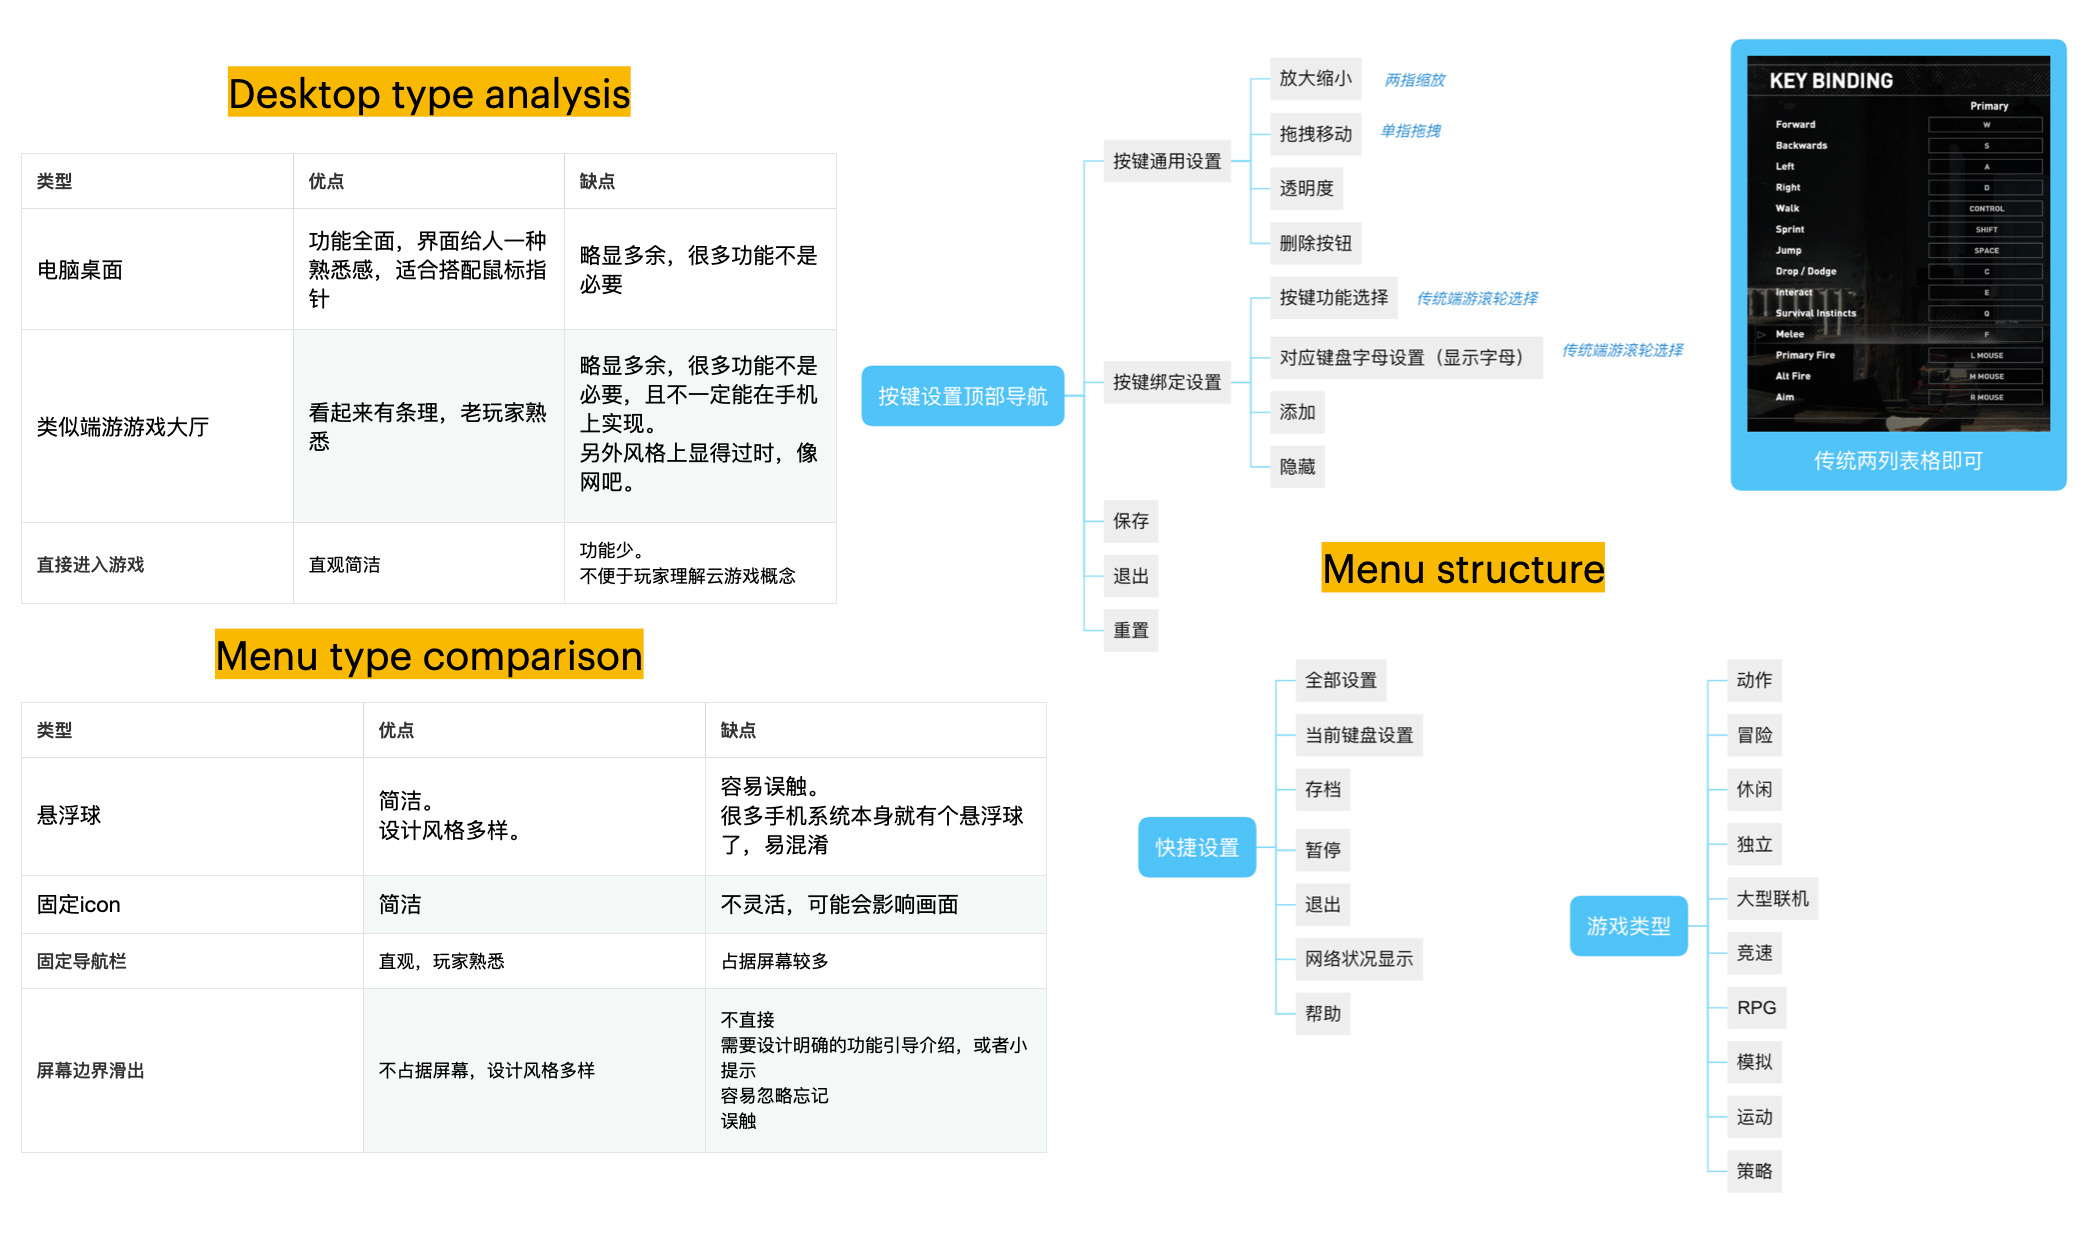 Desktop type analysis
类型
优点
缺点
电脑桌面
功能全面，界面给人一种
熟悉感，适合搭配鼠标指
针
略显多余，很多功能不是
必要
类似端游游戏大厅
看起来有条理，老玩家熟
悉
略显多余，很多功能不是
必要，且不一定能在手机
上实现。
另外风格上显得过时，像
网吧。
直接进入游戏
直观简洁
功能少。
不便于玩家理解云游戏概念
Menu type comparison
类型
优点
缺点
悬浮球
简洁。
设计风格多样。
容易误触。
很多手机系统本身就有个悬浮球
了，易混淆
固定icon
简洁
不灵活，可能会影响画面
固定导航栏
直观，玩家熟悉
占据屏幕较多
屏幕边界滑出
不占据屏幕，设计风格多样
不直接
需要设计明确的功能引导介绍，或者小
提示
容易忽略忘记
误触
按键设置顶部导航
按键通用设置
放大缩小
两指缩放
拖拽移动
单指拖拽
透明度
删除按钮
按键绑定设置
按键功能选择
传统端游滚轮选择
对应键盘字母设置（显示字母）
传统端游滚轮选择
添加
隐藏
保存
退出
重置
KEY BINDING
Primary
Forward W
Backwards S
Left A
Right D
Walk CONTROL
Sprint SHIFT
Jump SPACE
Drop / Dodge C
Interact E
Survival Instincts Q
Melee F
Primary Fire L MOUSE
Alt Fire M MOUSE
Aim R MOUSE
传统两列表格即可
Menu structure
快捷设置
全部设置
当前键盘设置
存档
暂停
退出
网络状况显示
帮助
游戏类型
动作
冒险
休闲
独立
大型联机
竞速
RPG
模拟
运动
策略